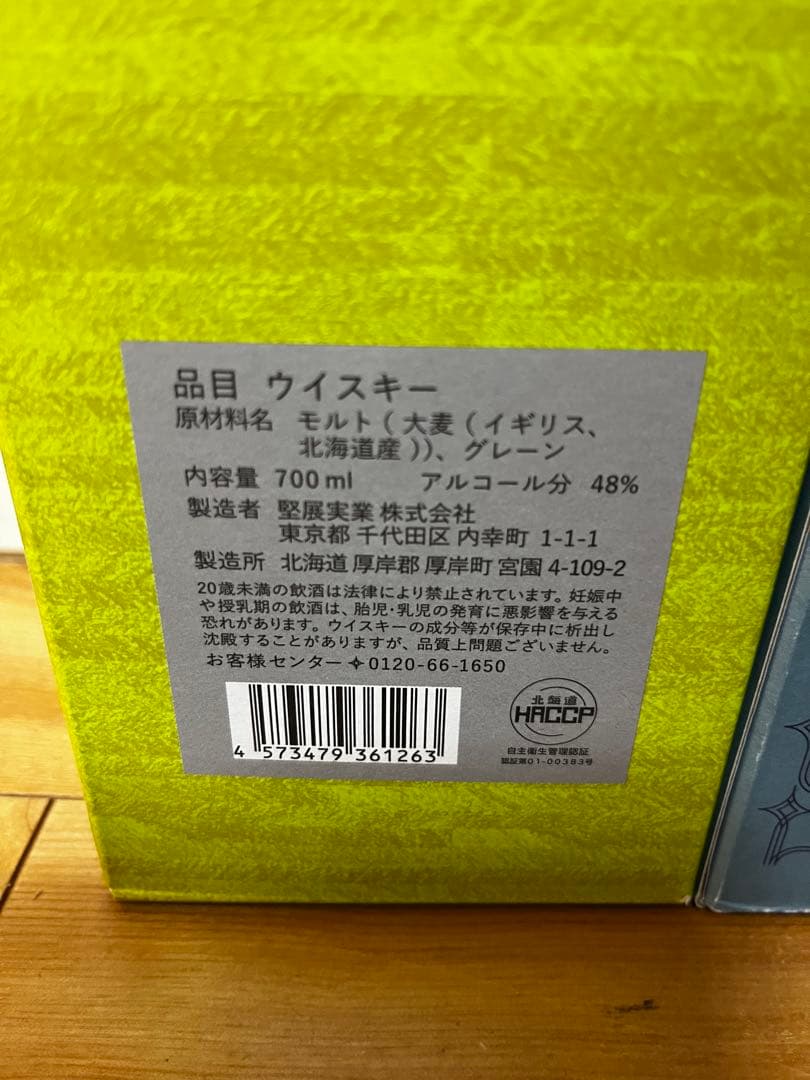 品目 ウイスキー
原材料名 モルト（大麦（イギリス、
北海道産））、グレーン
内容量 700ml アルコール分 48%
製造者 堅展実業 株式会社
東京都 千代田区 内幸町 1-1-1
製造所 北海道 厚岸郡 厚岸町 宮園 4-109-2
20歳未満の飲酒は法律により禁止されています。妊娠中
や授乳期の飲酒は、胎児・乳児の発育に悪影響を与える
恐れがあります。ウイスキーの成分等が保存中に析出し
沈殿することがありますが、品質上問題ございません。
お客様センター✧0120-66-1650
4 573479 361263
北海道
HACCP
自主衛生管理認証
認証第01-00383号